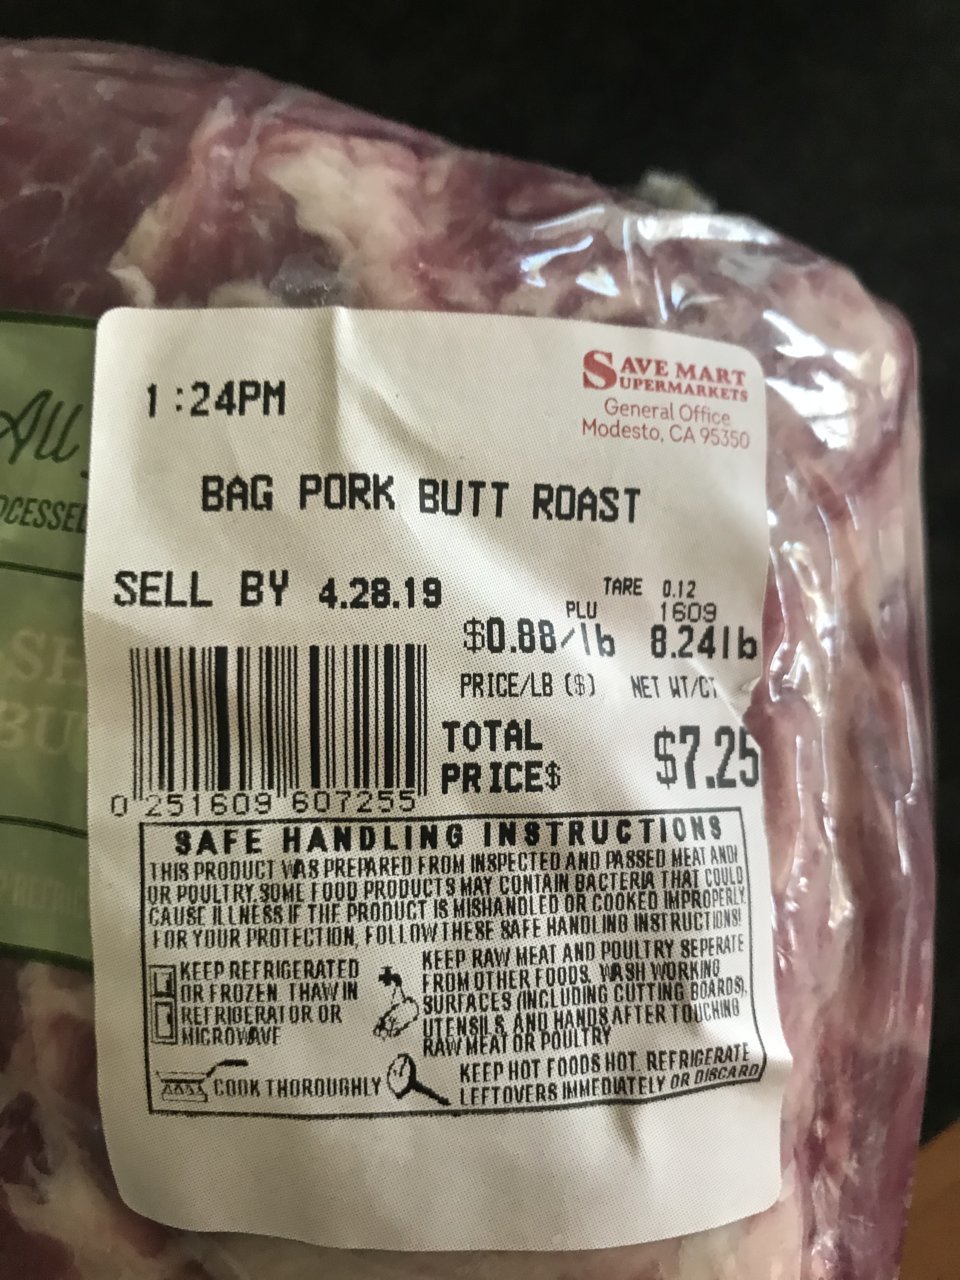 All
OCESSED
SH
BU
1:24PM
SAVE MART
SUPERMARKETS
General Office
Modesto, CA 95350
BAG PORK BUTT ROAST
SELL BY 4.28.19
TARE 0.12
PLU 1609
$0.88/lb 8.24lb
PRICE/LB ($) NET WT/CT
TOTAL
PRICE$ $7.25
0 251609 607255
SAFE HANDLING INSTRUCTIONS
THIS PRODUCT WAS PREPARED FROM INSPECTED AND PASSED MEAT AND/
OR POULTRY. SOME FOOD PRODUCTS MAY CONTAIN BACTERIA THAT COULD
CAUSE ILLNESS IF THE PRODUCT IS MISHANDLED OR COOKED IMPROPERLY.
FOR YOUR PROTECTION, FOLLOW THESE SAFE HANDLING INSTRUCTIONS!
KEEP REFRIGERATED
OR FROZEN. THAW IN
REFRIGERATOR OR
MICROWAVE
KEEP RAW MEAT AND POULTRY SEPERATE
FROM OTHER FOODS. WASH WORKING
SURFACES (INCLUDING CUTTING BOARDS),
UTENSILS AND HANDS AFTER TOUCHING
RAW MEAT OR POULTRY
COOK THOROUGHLY
KEEP HOT FOODS HOT. REFRIGERATE
LEFTOVERS IMMEDIATELY OR DISCARD